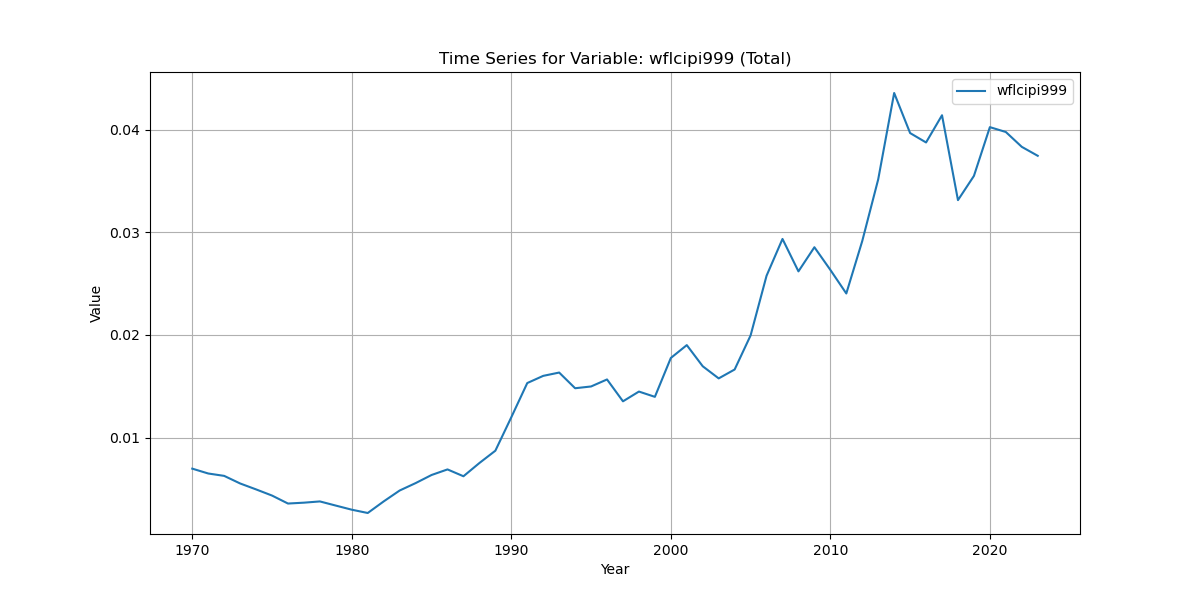 Time Series for Variable: wflcipi999 (Total)
wflcipi999
Value
0.04
0.03
0.02
0.01
1970 1980 1990 2000 2010 2020
Year